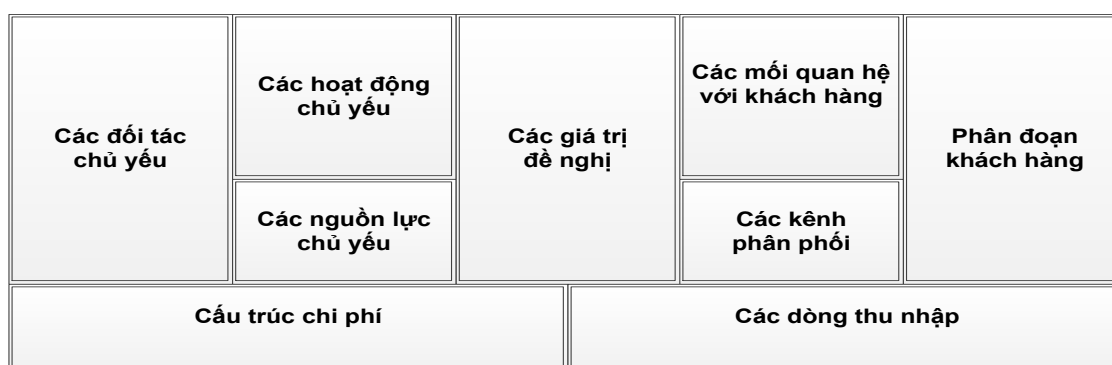 Các đối tác
chủ yếu
Các hoạt động
chủ yếu
Các nguồn lực
chủ yếu
Các giá trị
đề nghị
Các mối quan hệ
với khách hàng
Các kênh
phân phối
Phân đoạn
khách hàng
Cấu trúc chi phí
Các dòng thu nhập